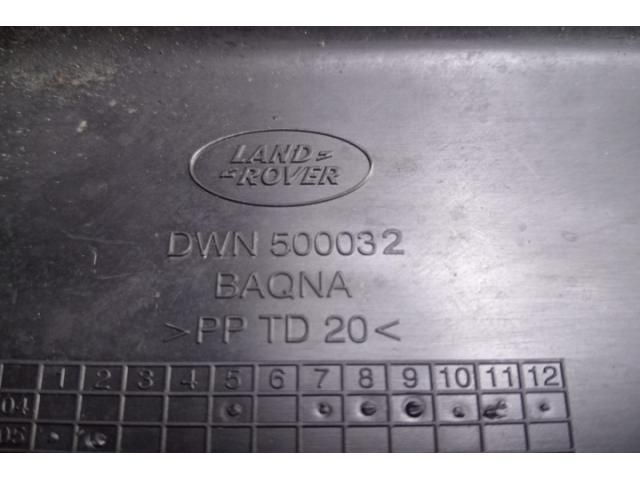 LAND
ROVER
DWN 500032
BAQNA
>PP TD 20<
1 2 3 4 5 6 7 8 9 10 11 12
04
05